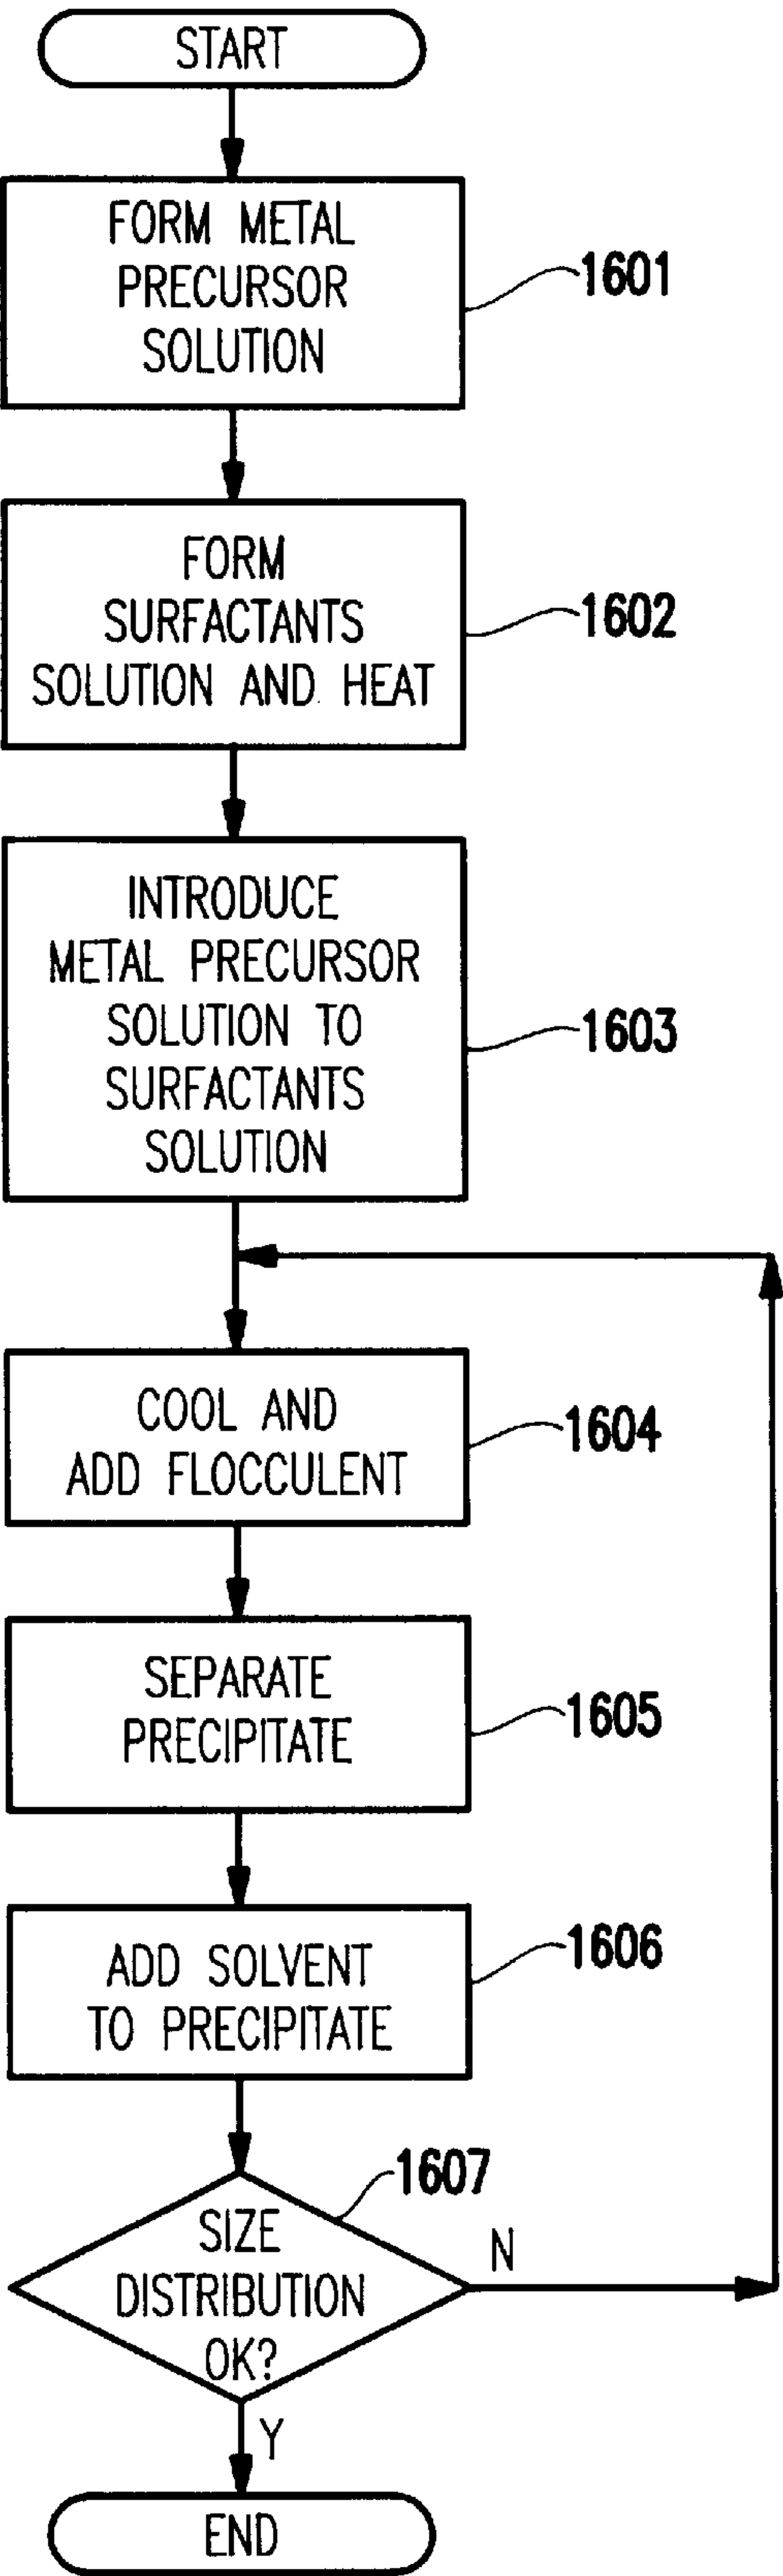 START
FORM METAL
PRECURSOR
SOLUTION
1601
FORM
SURFACTANTS
SOLUTION AND HEAT
1602
INTRODUCE
METAL PRECURSOR
SOLUTION TO
SURFACTANTS
SOLUTION
1603
COOL AND
ADD FLOCCULENT
1604
SEPARATE
PRECIPITATE
1605
ADD SOLVENT
TO PRECIPITATE
1606
1607
SIZE
DISTRIBUTION
OK?
N
Y
END